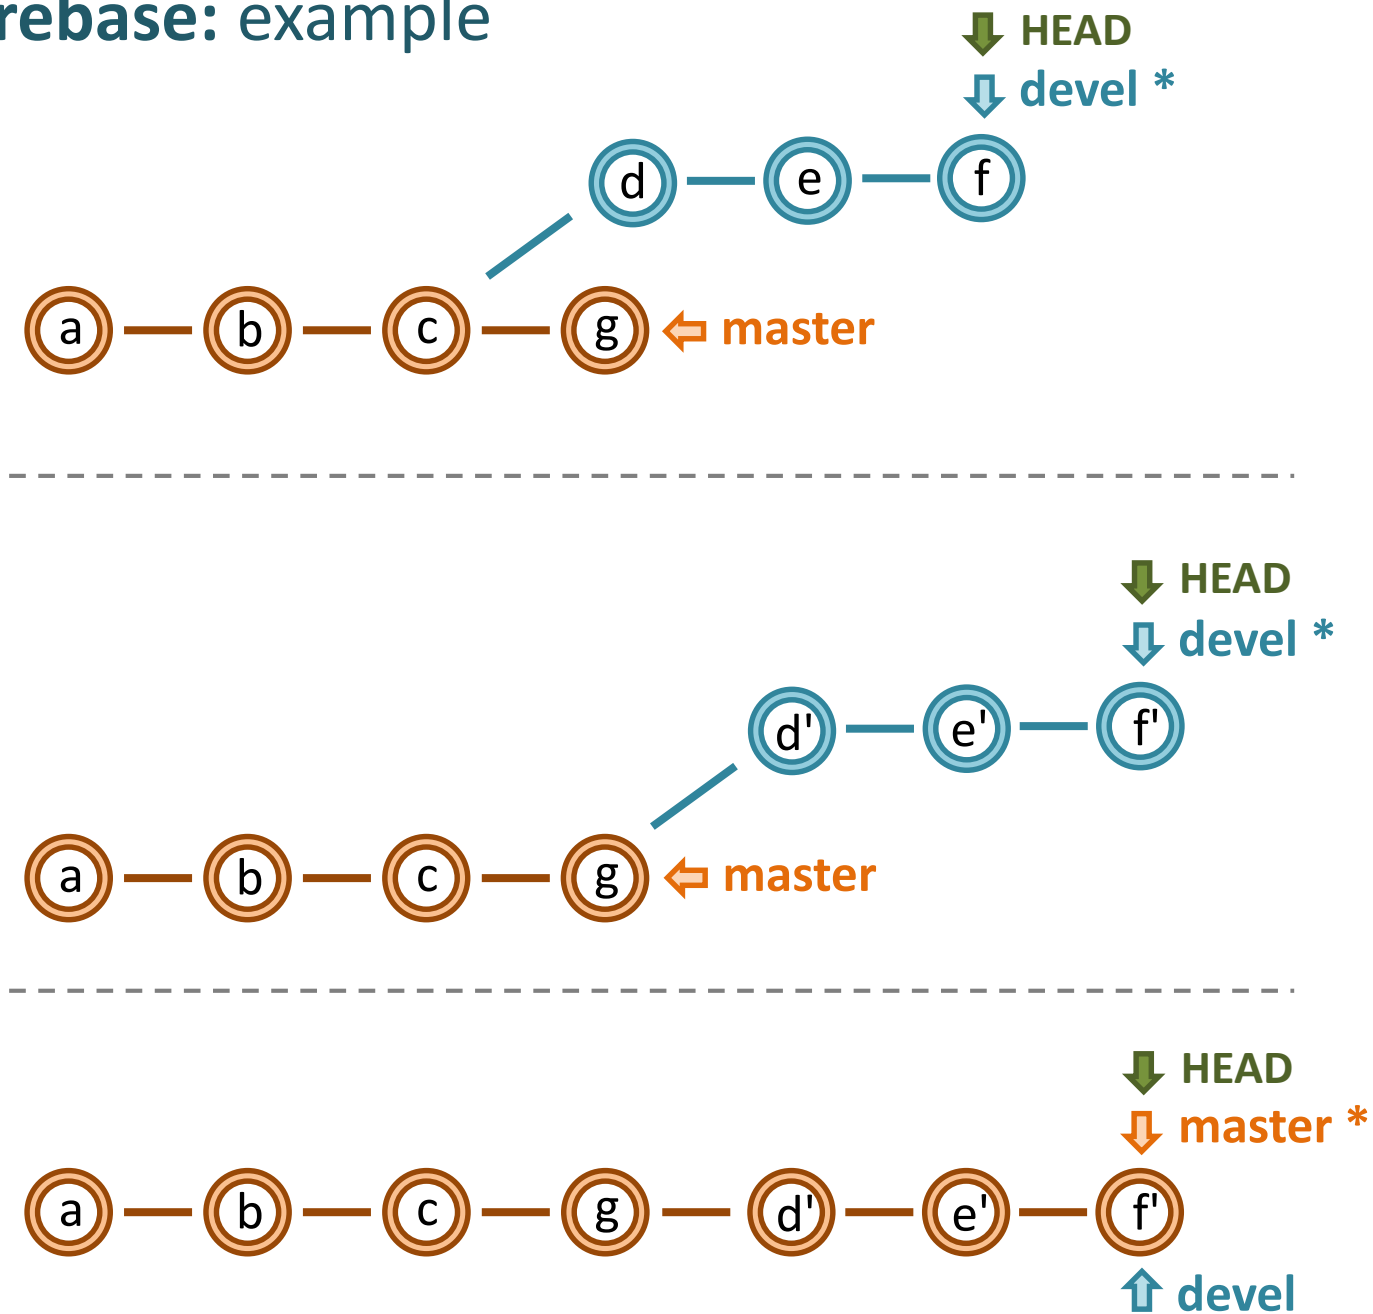 rebase: example
HEAD
devel *
d e f
a b c g master
HEAD
devel *
d' e' f'
a b c g master
HEAD
master *
a b c g d' e' f'
devel